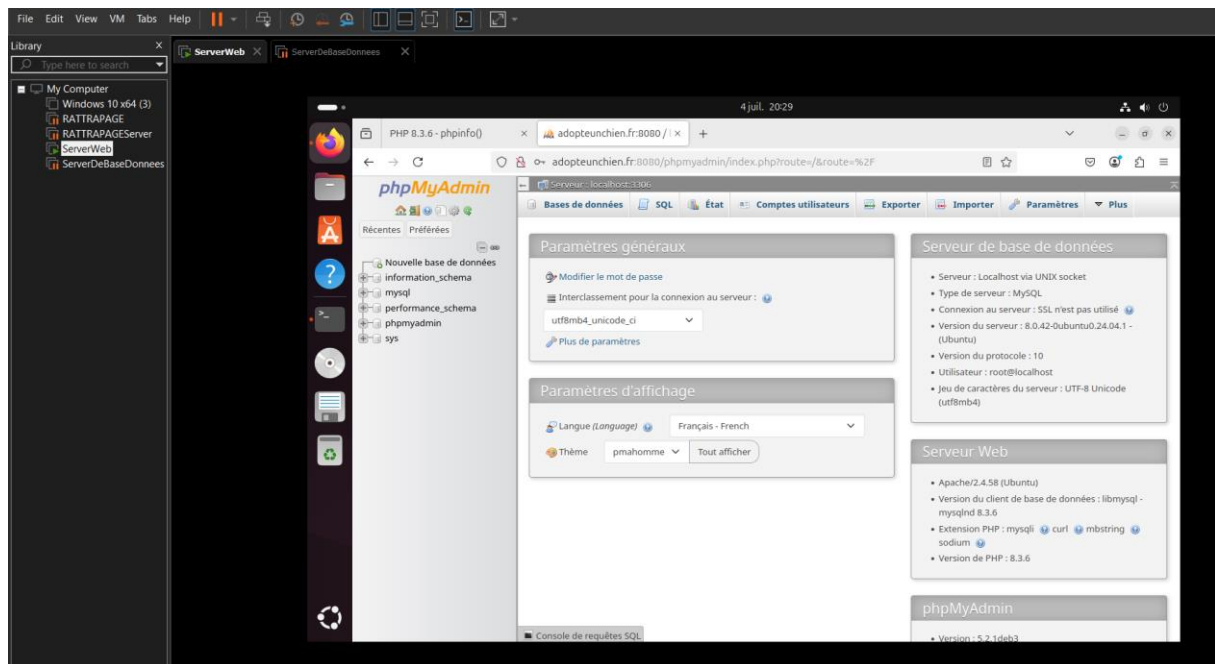 File Edit View VM Tabs Help
Library X
Type here to search
My Computer
Windows 10 x64 (3)
RATTRAPAGE
RATTRAPAGEServer
ServerWeb
ServerDeBaseDonnees
ServerWeb X ServerDeBaseDonnees X
4 juil. 20:29
PHP 8.3.6 - phpinfo() × adopteunchien.fr:8080 / l × +
adopteunchien.fr:8080/phpmyadmin/index.php?route=/&route=%2F
phpMyAdmin
Récentes Préférées
Nouvelle base de données
information_schema
mysql
performance_schema
phpmyadmin
sys
Serveur : localhost:3306
Bases de données SQL État Comptes utilisateurs Exporter Importer Paramètres Plus
Paramètres généraux
Modifier le mot de passe
Interclassement pour la connexion au serveur :
utf8mb4_unicode_ci
Plus de paramètres
Paramètres d'affichage
Langue (Language) Français - French
Thème pmahomme Tout afficher
Console de requêtes SQL
Serveur de base de données
• Serveur : Localhost via UNIX socket
• Type de serveur : MySQL
• Connexion au serveur : SSL n'est pas utilisé
• Version du serveur : 8.0.42-0ubuntu0.24.04.1 -
(Ubuntu)
• Version du protocole : 10
• Utilisateur : root@localhost
• Jeu de caractères du serveur : UTF-8 Unicode
(utf8mb4)
Serveur Web
• Apache/2.4.58 (Ubuntu)
• Version du client de base de données : libmysql -
mysqlnd 8.3.6
• Extension PHP : mysqli curl mbstring
sodium
• Version de PHP : 8.3.6
phpMyAdmin
• Version : 5.2.1deb3